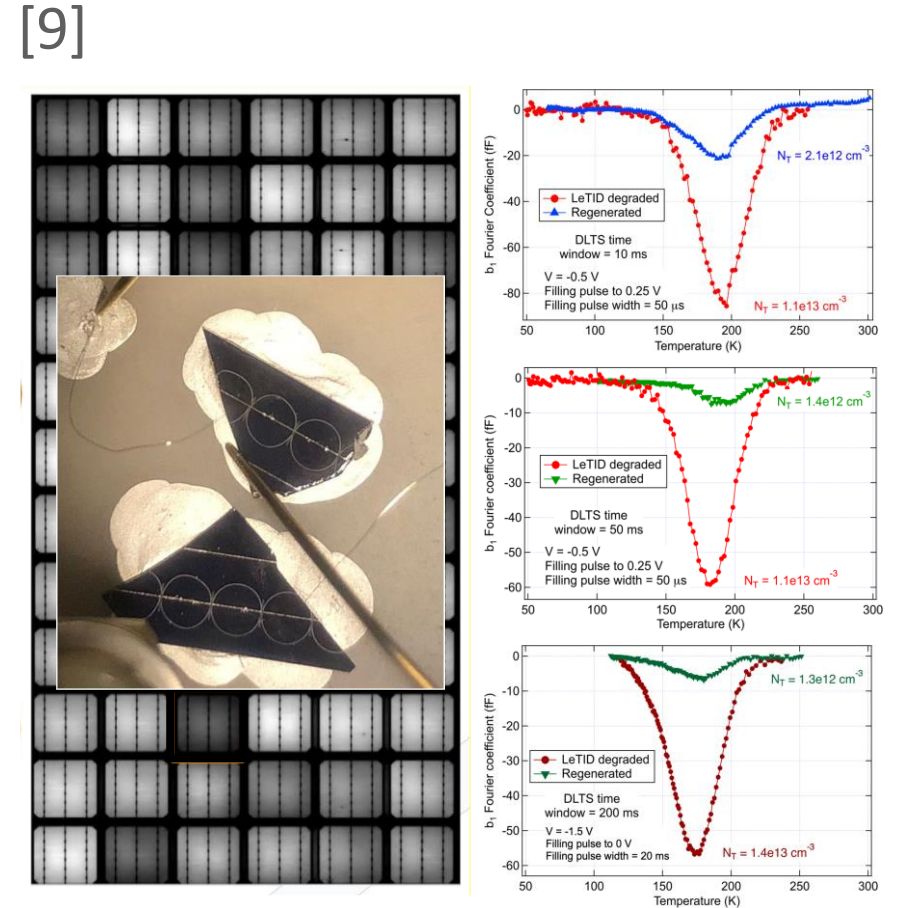 [9]
0
-20
-40
-60
-80
b₁ Fourier Coefficient (fF)
N_T = 2.1e12 cm⁻³
LeTID degraded
Regenerated
DLTS time
window = 10 ms
V = -0.5 V
Filling pulse to 0.25 V
Filling pulse width = 50 μs
N_T = 1.1e13 cm⁻³
50 100 150 200 250 300
Temperature (K)
0
-10
-20
-30
-40
-50
-60
b₁ Fourier coefficient (fF)
N_T = 1.4e12 cm⁻³
LeTID degraded
Regenerated
DLTS time
window = 50 ms
V = -0.5 V
Filling pulse to 0.25 V
Filling pulse width = 50 μs
N_T = 1.1e13 cm⁻³
50 100 150 200 250 300
Temperature (K)
0
-10
-20
-30
-40
-50
-60
b₁ Fourier coefficient (fF)
N_T = 1.3e12 cm⁻³
LeTID degraded
Regenerated
DLTS time
window = 200 ms
V = -1.5 V
Filling pulse to 0 V
Filling pulse width = 20 ms
N_T = 1.4e13 cm⁻³
50 100 150 200 250 300
Temperature (K)